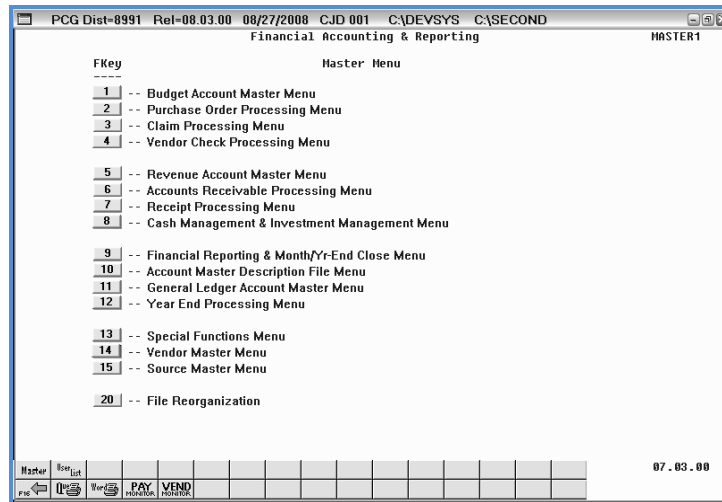 PCG Dist=8991 Rel=08.03.00 08/27/2008 CJD 001 C:\DEVSYS C:\SECOND
Financial Accounting & Reporting MASTER1
FKey Master Menu
----
1 -- Budget Account Master Menu
2 -- Purchase Order Processing Menu
3 -- Claim Processing Menu
4 -- Vendor Check Processing Menu
5 -- Revenue Account Master Menu
6 -- Accounts Receivable Processing Menu
7 -- Receipt Processing Menu
8 -- Cash Management & Investment Management Menu
9 -- Financial Reporting & Month/Yr-End Close Menu
10 -- Account Master Description File Menu
11 -- General Ledger Account Master Menu
12 -- Year End Processing Menu
13 -- Special Functions Menu
14 -- Vendor Master Menu
15 -- Source Master Menu
20 -- File Reorganization
Master User List 07.03.00
F16 Que Word PAY MONITOR VEND MONITOR